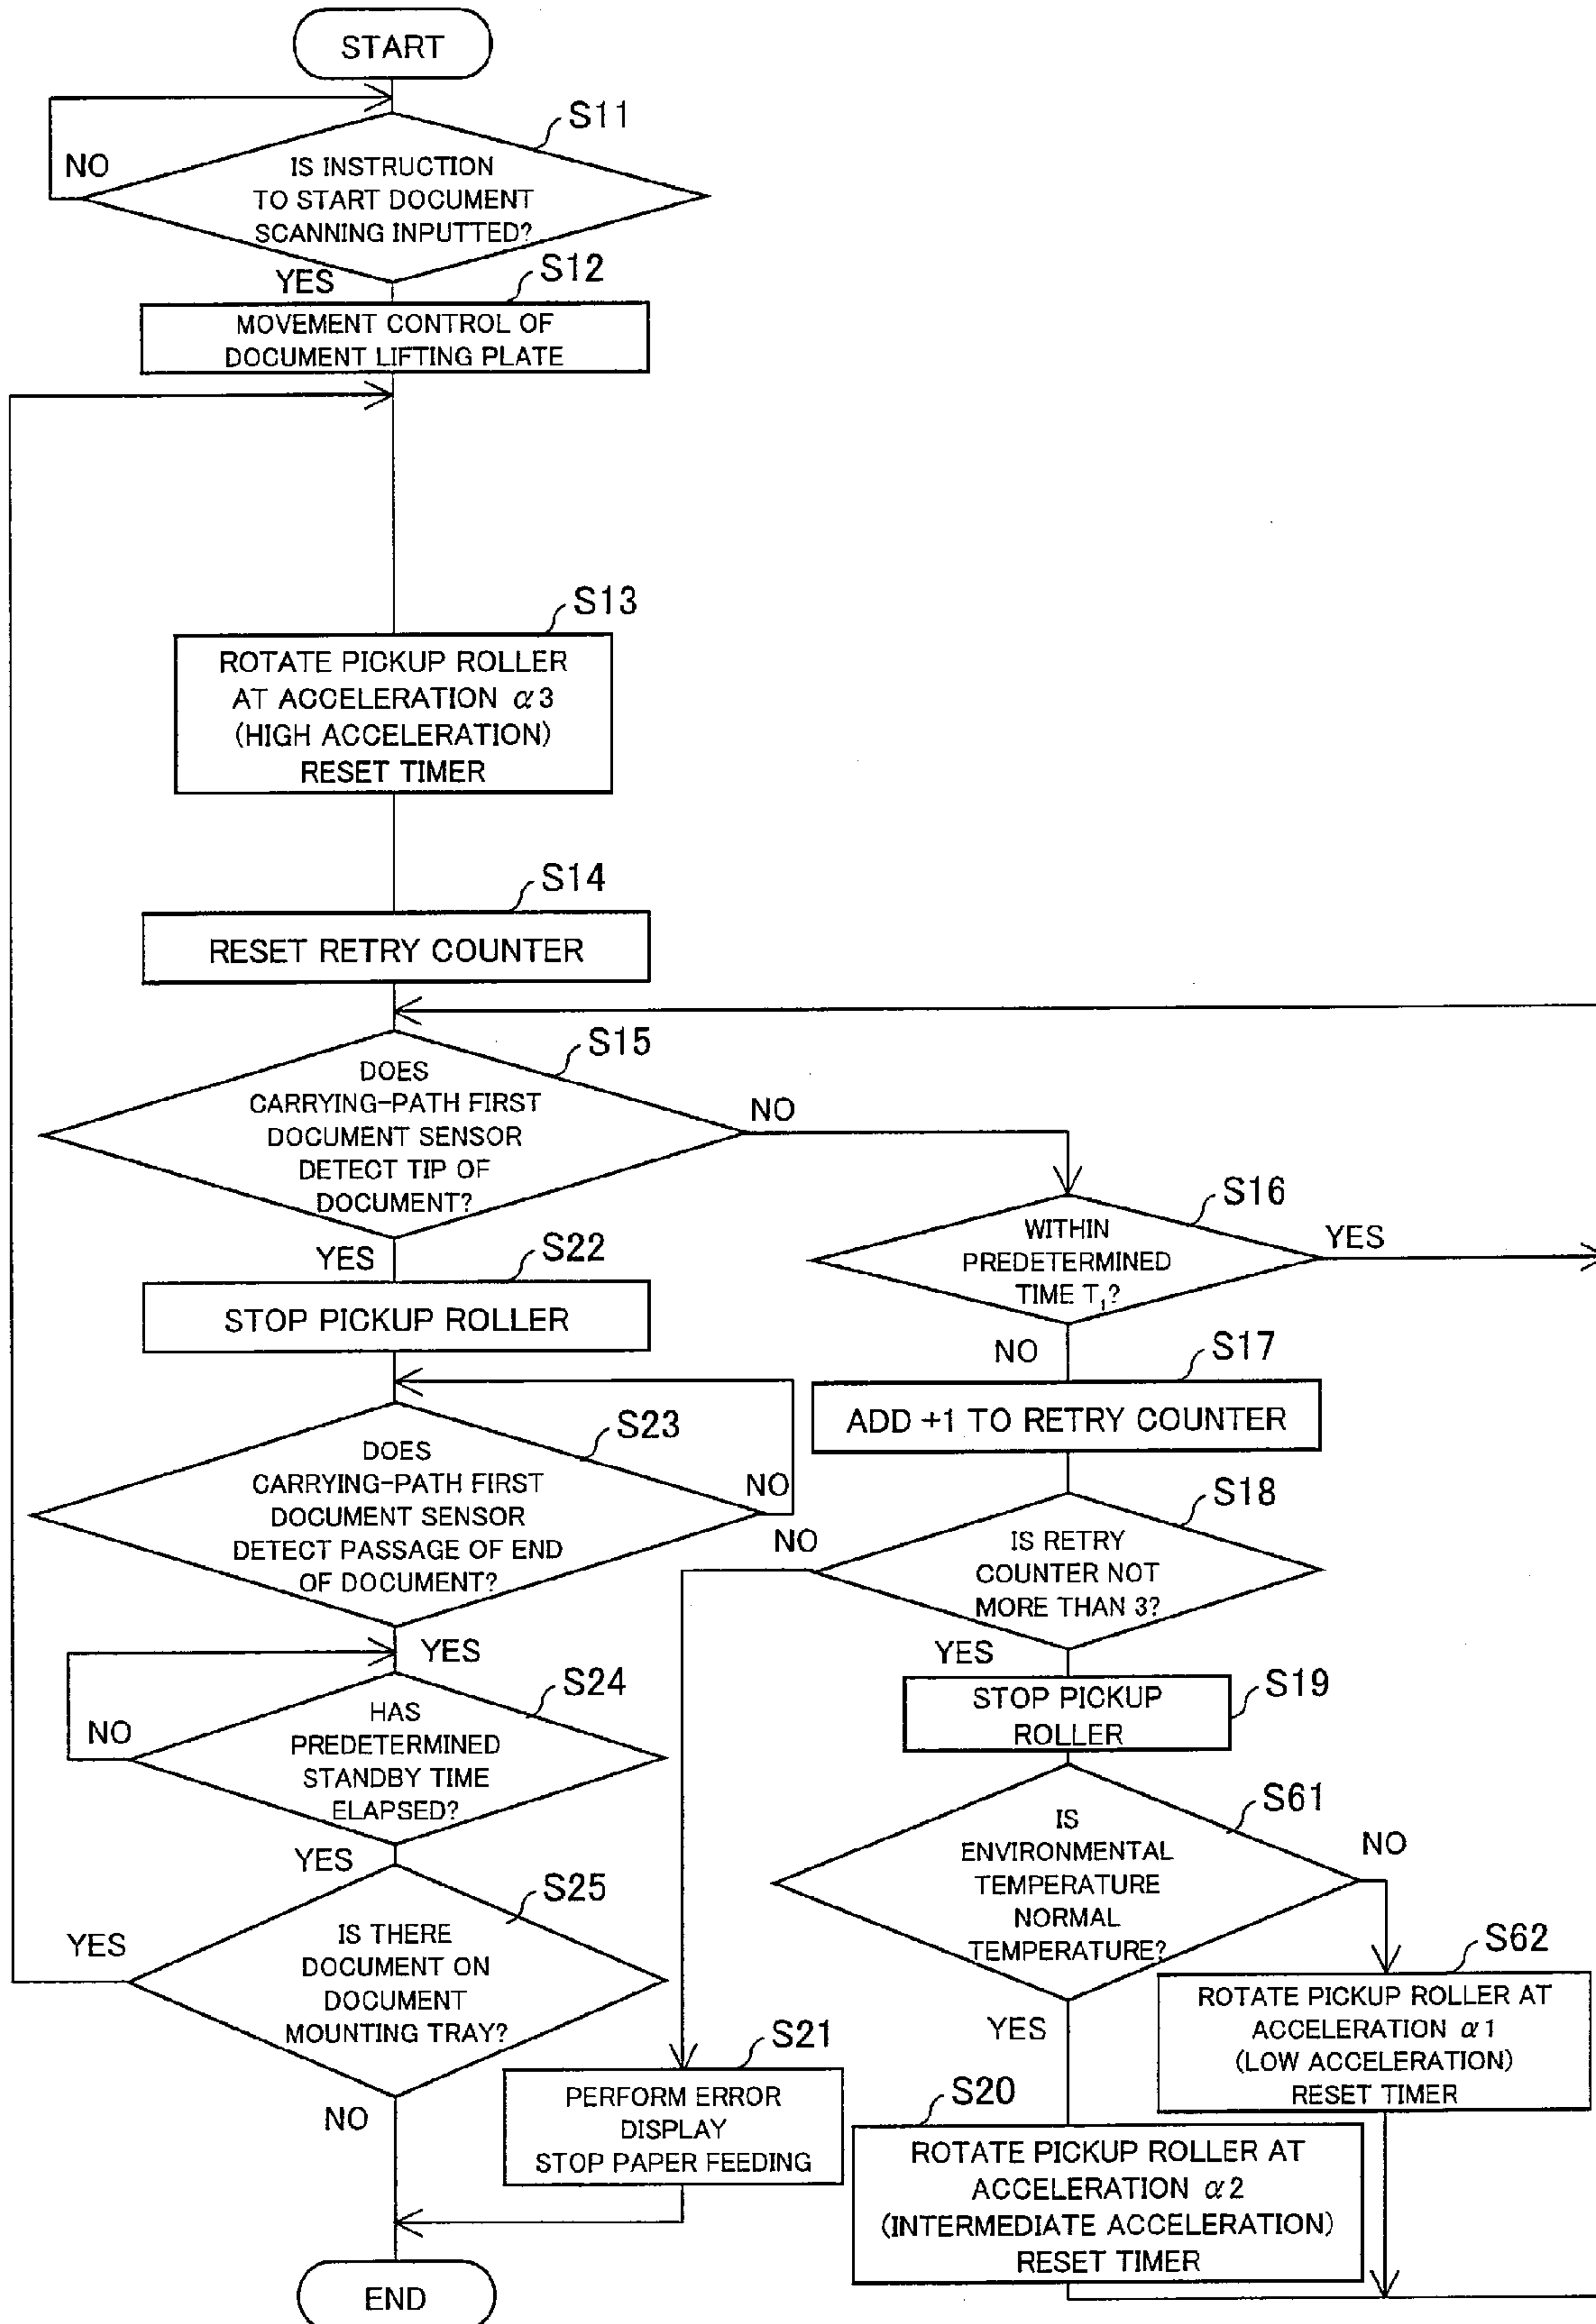 START
S11
NO
IS INSTRUCTION
TO START DOCUMENT
SCANNING INPUTTED?
YES
S12
MOVEMENT CONTROL OF
DOCUMENT LIFTING PLATE
S13
ROTATE PICKUP ROLLER
AT ACCELERATION α3
(HIGH ACCELERATION)
RESET TIMER
S14
RESET RETRY COUNTER
S15
DOES
CARRYING-PATH FIRST
DOCUMENT SENSOR
DETECT TIP OF
DOCUMENT?
NO
YES
S16
WITHIN
PREDETERMINED
TIME T₁?
YES
NO
S22
STOP PICKUP ROLLER
S17
ADD +1 TO RETRY COUNTER
S23
DOES
CARRYING-PATH FIRST
DOCUMENT SENSOR
DETECT PASSAGE OF END
OF DOCUMENT?
NO
YES
S18
NO
IS RETRY
COUNTER NOT
MORE THAN 3?
YES
S24
NO
HAS
PREDETERMINED
STANDBY TIME
ELAPSED?
YES
S19
STOP PICKUP
ROLLER
S61
IS
ENVIRONMENTAL
TEMPERATURE
NORMAL
TEMPERATURE?
NO
YES
S25
YES
IS THERE
DOCUMENT ON
DOCUMENT
MOUNTING TRAY?
NO
S62
ROTATE PICKUP ROLLER AT
ACCELERATION α1
(LOW ACCELERATION)
RESET TIMER
S21
PERFORM ERROR
DISPLAY
STOP PAPER FEEDING
S20
ROTATE PICKUP ROLLER AT
ACCELERATION α2
(INTERMEDIATE ACCELERATION)
RESET TIMER
END